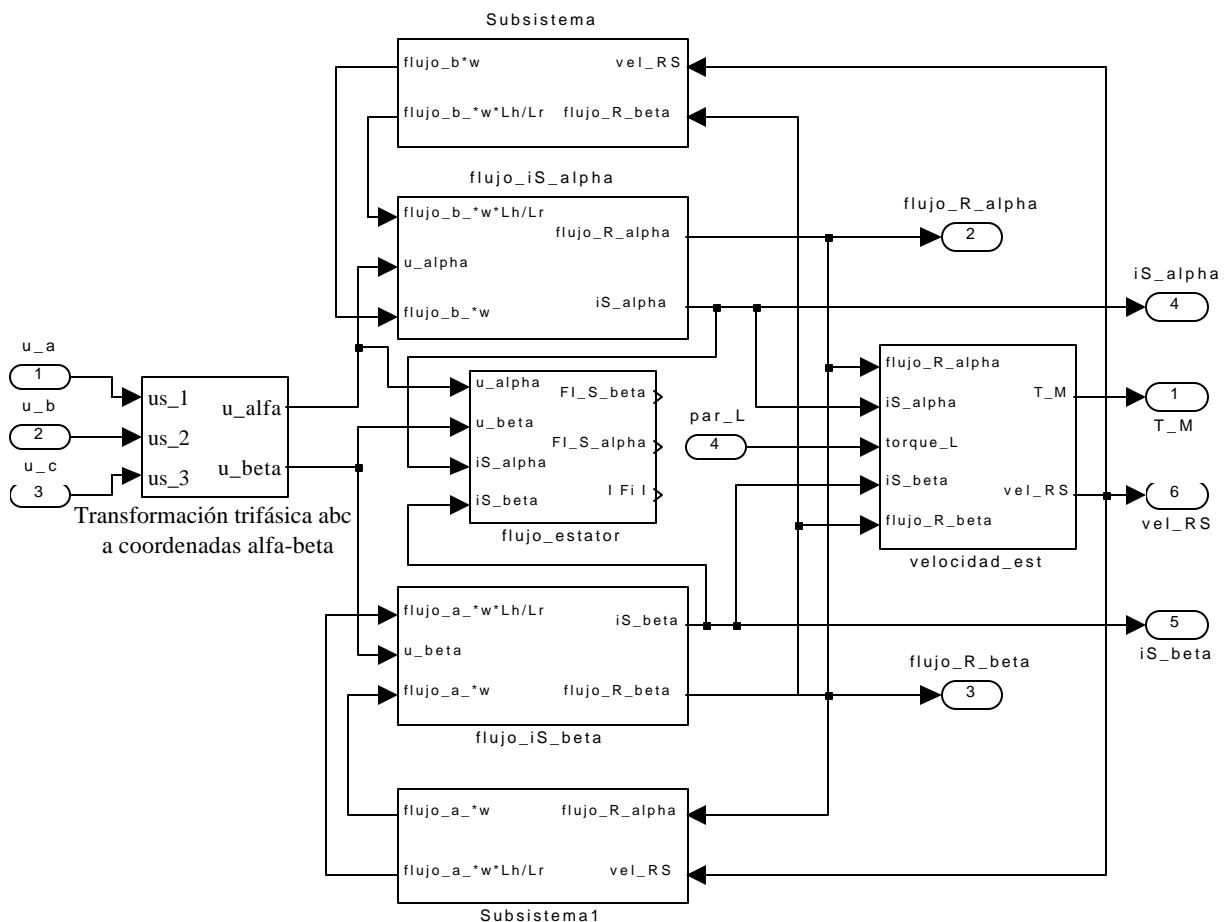 Subsistema
flujo_b*w
vel_RS
flujo_b_*w*Lh/Lr
flujo_R_beta
flujo_iS_alpha
flujo_b_*w*Lh/Lr
flujo_R_alpha
u_alpha
iS_alpha
flujo_b_*w
flujo_R_alpha
2
iS_alpha
4
u_a
1
u_b
2
u_c
3
us_1
us_2
us_3
u_alfa
u_beta
Transformación trifásica abc
a coordenadas alfa-beta
u_alpha
u_beta
iS_alpha
iS_beta
FI_S_beta
FI_S_alpha
I Fi I
flujo_estator
par_L
4
flujo_R_alpha
iS_alpha
torque_L
iS_beta
flujo_R_beta
T_M
vel_RS
velocidad_est
1
T_M
6
vel_RS
flujo_a_*w*Lh/Lr
iS_beta
u_beta
flujo_a_*w
flujo_R_beta
flujo_iS_beta
5
iS_beta
flujo_R_beta
3
flujo_a_*w
flujo_R_alpha
flujo_a_*w*Lh/Lr
vel_RS
Subsistema1